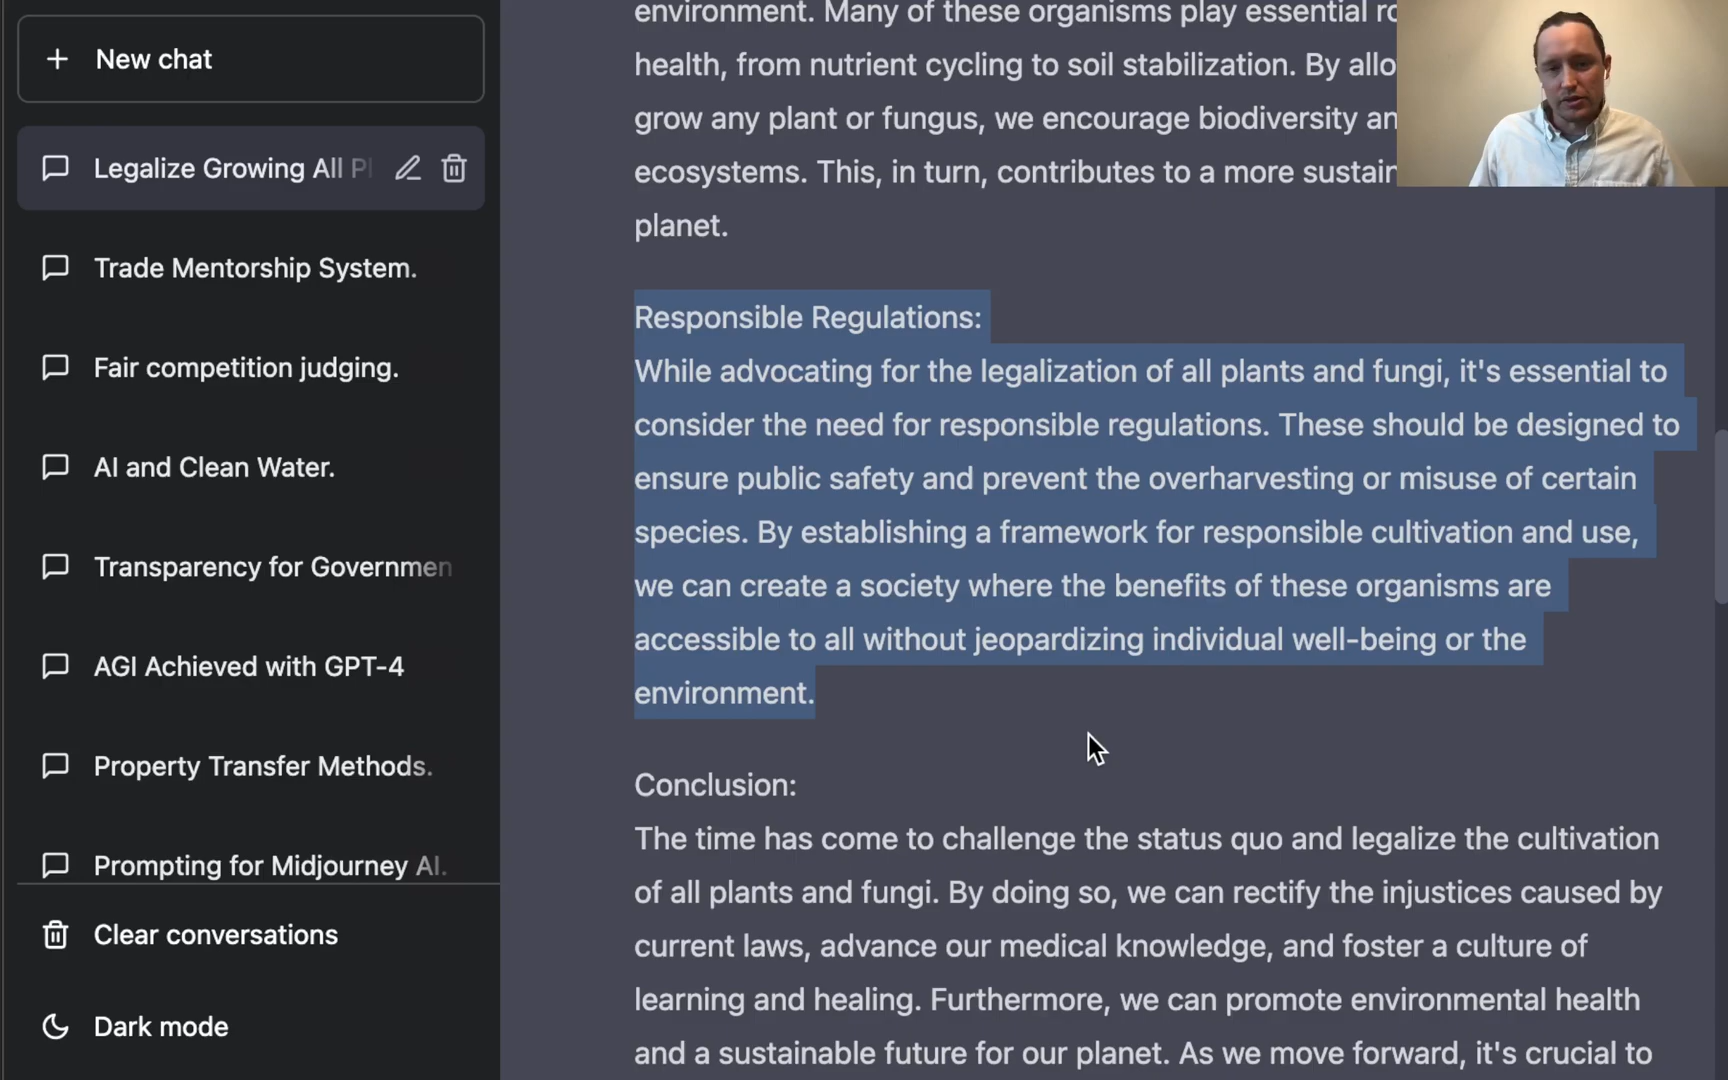 New chat
Legalize Growing All Pl
Trade Mentorship System.
Fair competition judging.
AI and Clean Water.
Transparency for Governmen
AGI Achieved with GPT-4
Property Transfer Methods.
Prompting for Midjourney AI.
Clear conversations
Dark mode
environment. Many of these organisms play essential ro
health, from nutrient cycling to soil stabilization. By allo
grow any plant or fungus, we encourage biodiversity an
ecosystems. This, in turn, contributes to a more sustain
planet.
Responsible Regulations:
While advocating for the legalization of all plants and fungi, it's essential to
consider the need for responsible regulations. These should be designed to
ensure public safety and prevent the overharvesting or misuse of certain
species. By establishing a framework for responsible cultivation and use,
we can create a society where the benefits of these organisms are
accessible to all without jeopardizing individual well-being or the
environment.
Conclusion:
The time has come to challenge the status quo and legalize the cultivation
of all plants and fungi. By doing so, we can rectify the injustices caused by
current laws, advance our medical knowledge, and foster a culture of
learning and healing. Furthermore, we can promote environmental health
and a sustainable future for our planet. As we move forward, it's crucial to